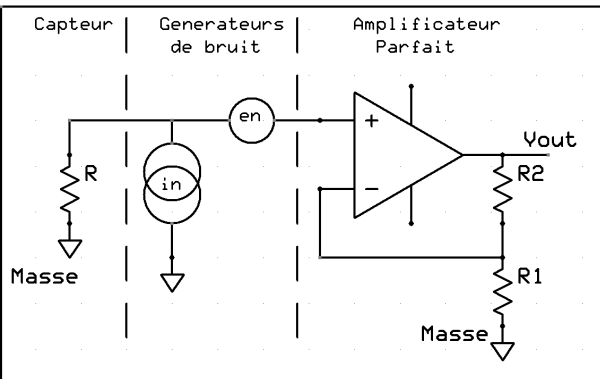 Capteur
Generateurs
de bruit
Amplificateur
Parfait
en
+
Vout
R
in
-
R2
Masse
R1
Masse